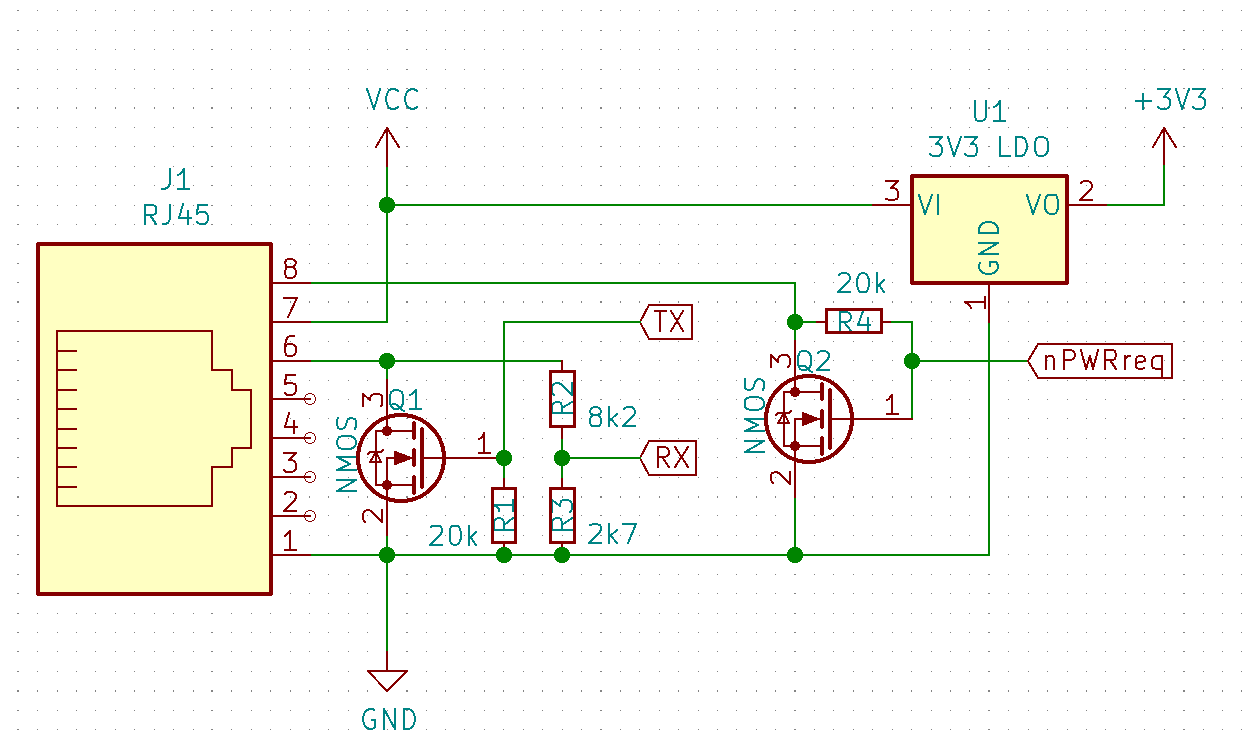 VCC
+3V3
U1
3V3 LDO
J1
RJ45
3
VI
VO
2
GND
1
8
7
6
5
4
3
2
1
20k
R4
TX
nPWRreq
3
Q2
NMOS
1
2
3
Q1
NMOS
1
2
R2
8k2
RX
R1
20k
R3
2k7
GND